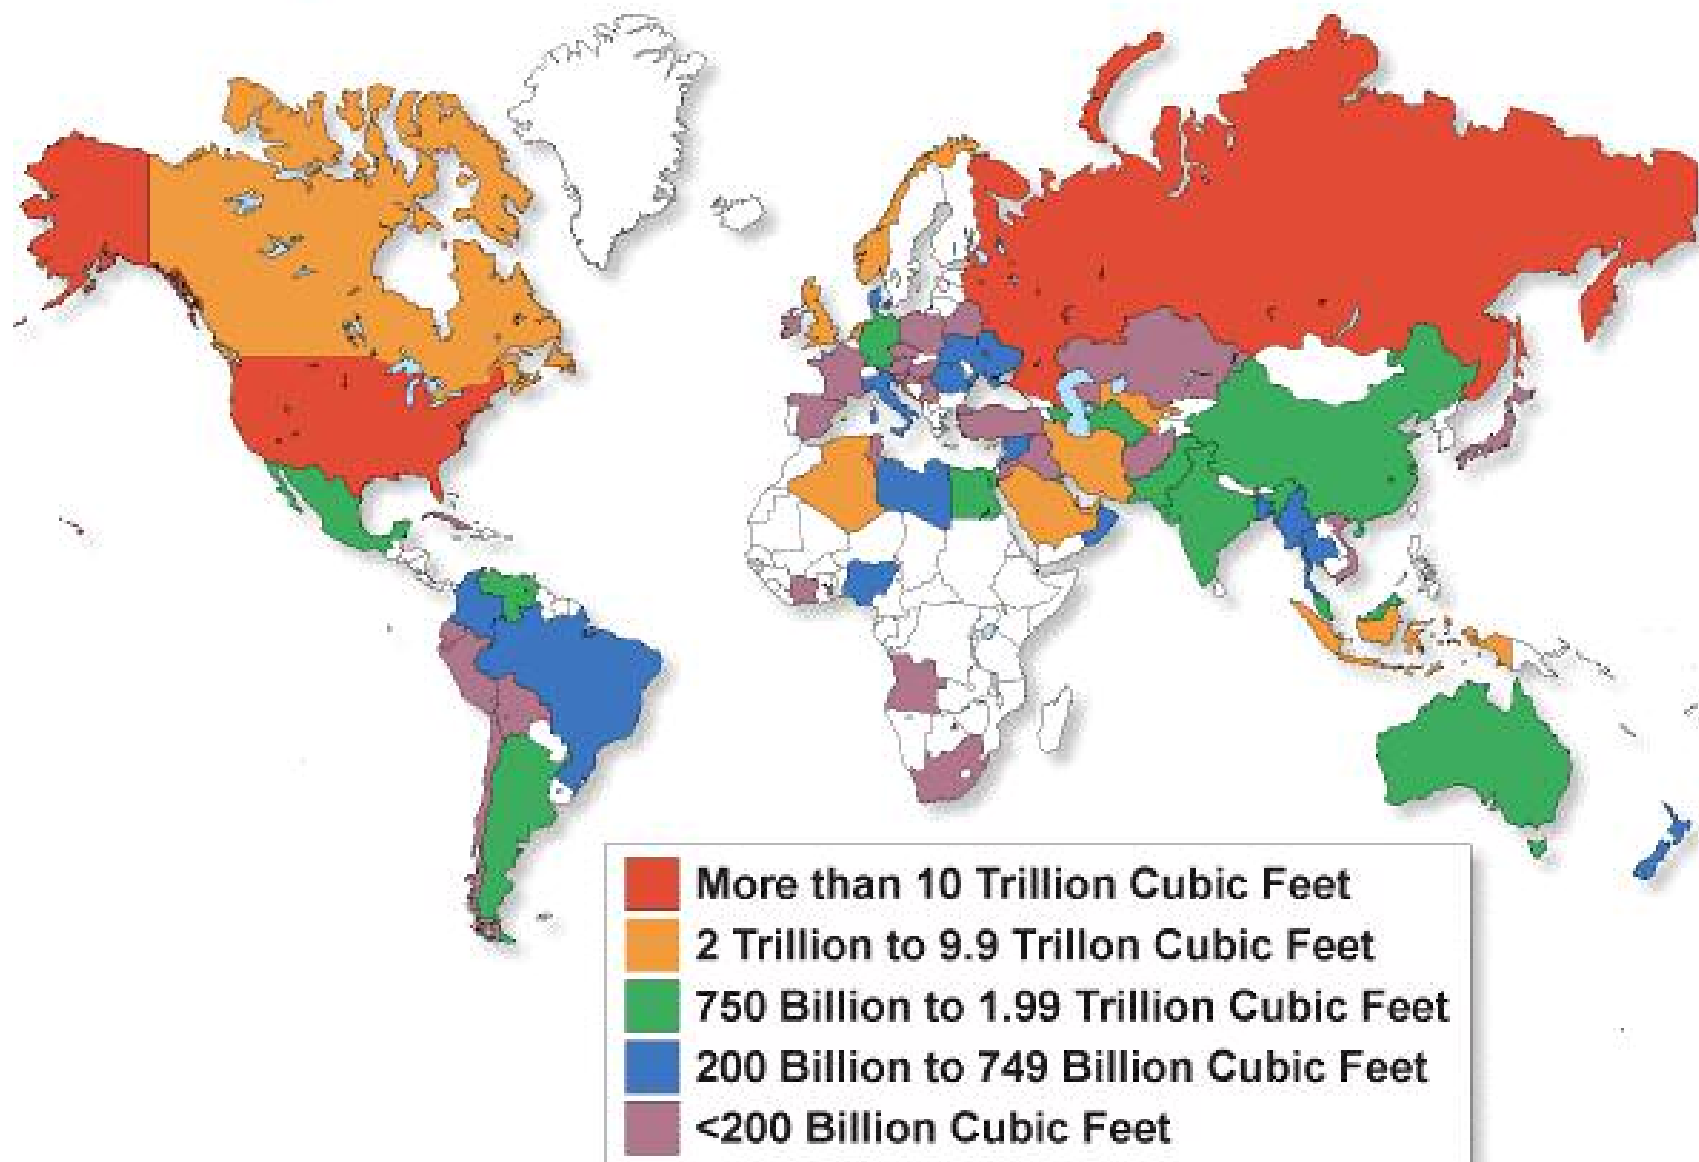 More than 10 Trillion Cubic Feet
2 Trillion to 9.9 Trillon Cubic Feet
750 Billion to 1.99 Trillion Cubic Feet
200 Billion to 749 Billion Cubic Feet
<200 Billion Cubic Feet